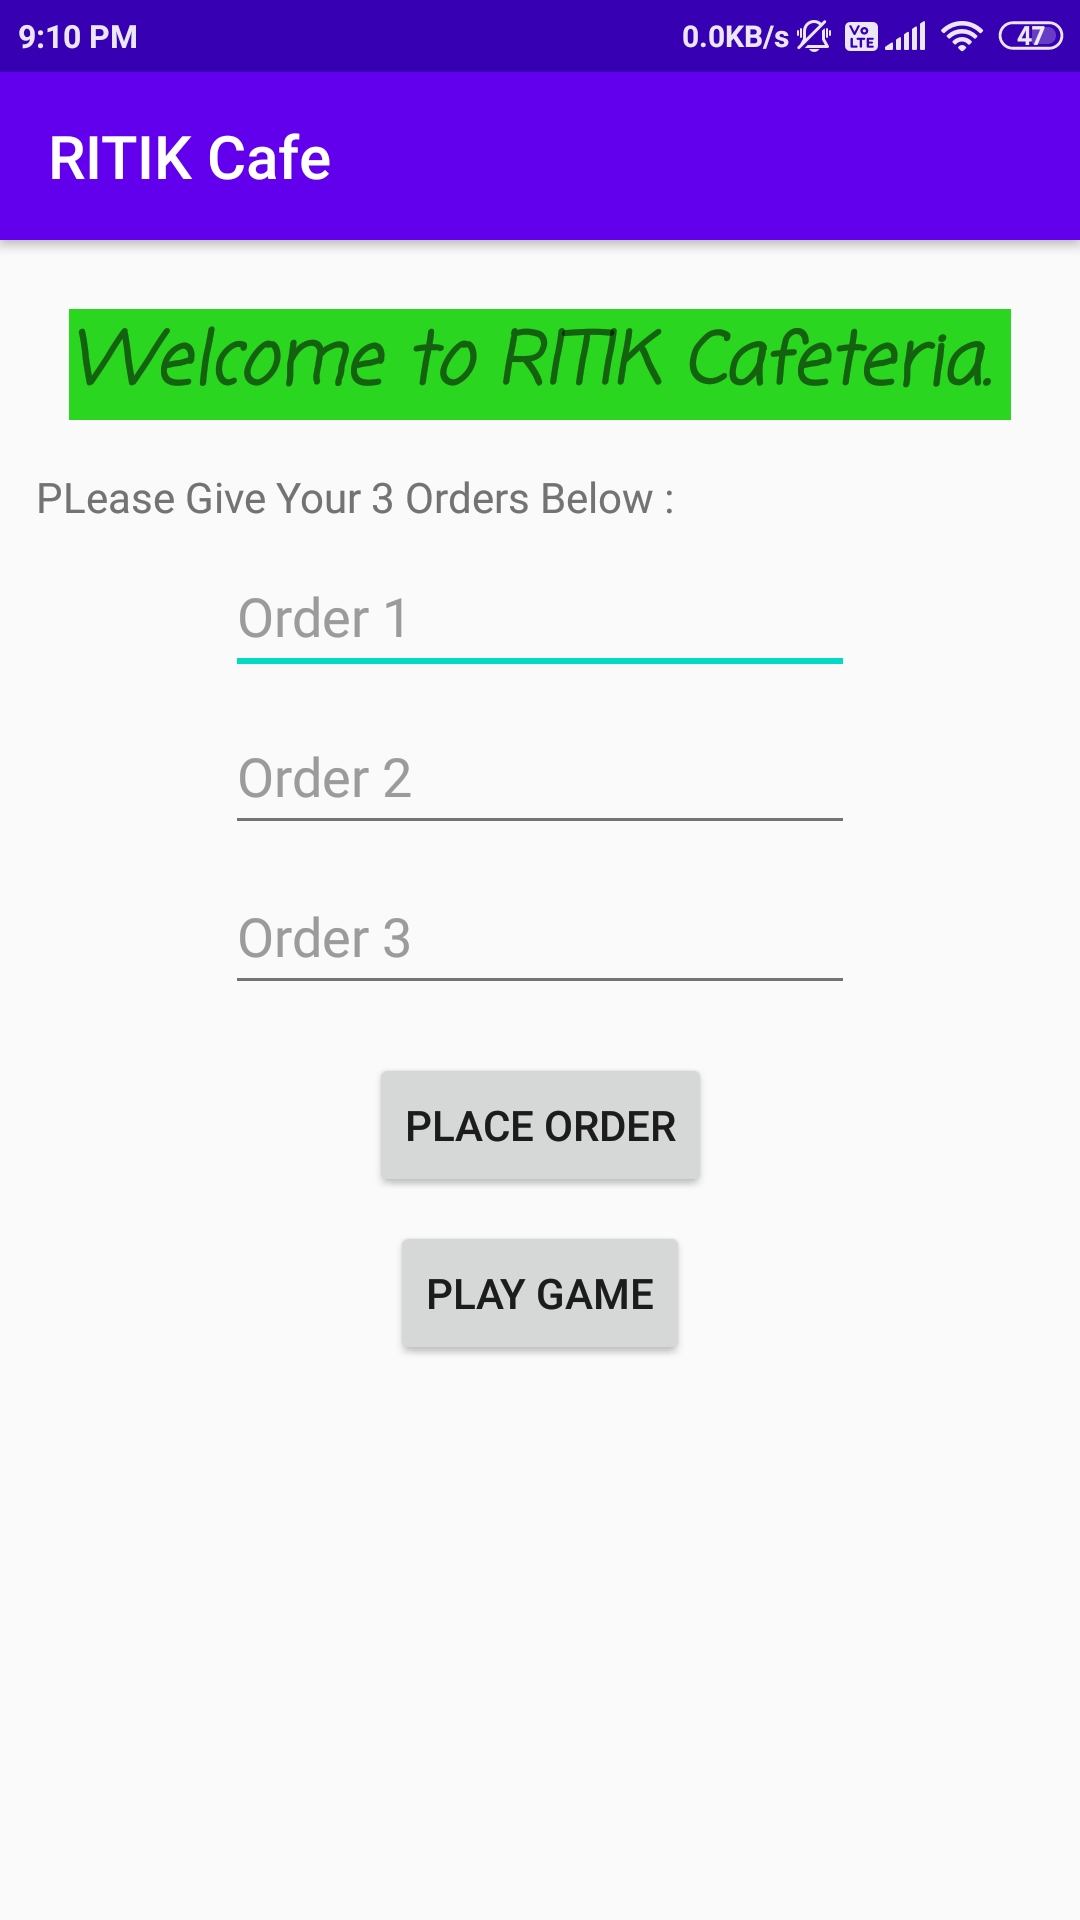 9:10 PM 0.0KB/s Vo LTE 47
RITIK Cafe
Welcome to RITIK Cafeteria.
PLease Give Your 3 Orders Below :
Order 1
Order 2
Order 3
PLACE ORDER
PLAY GAME